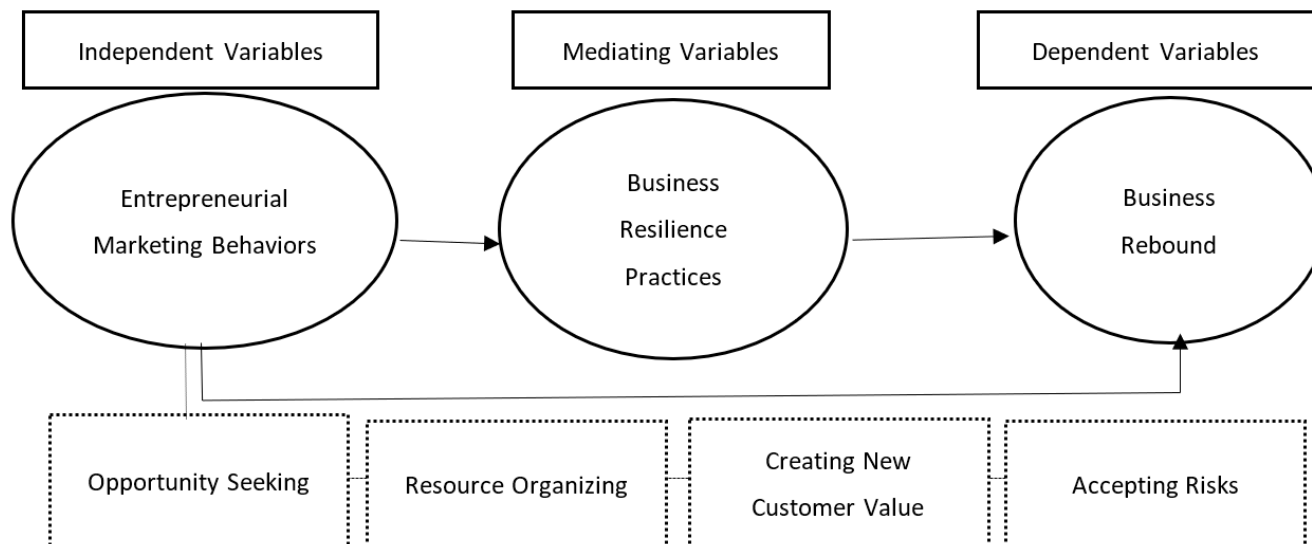 Independent Variables
Mediating Variables
Dependent Variables
Entrepreneurial
Marketing Behaviors
Business
Resilience
Practices
Business
Rebound
Opportunity Seeking
Resource Organizing
Creating New
Customer Value
Accepting Risks